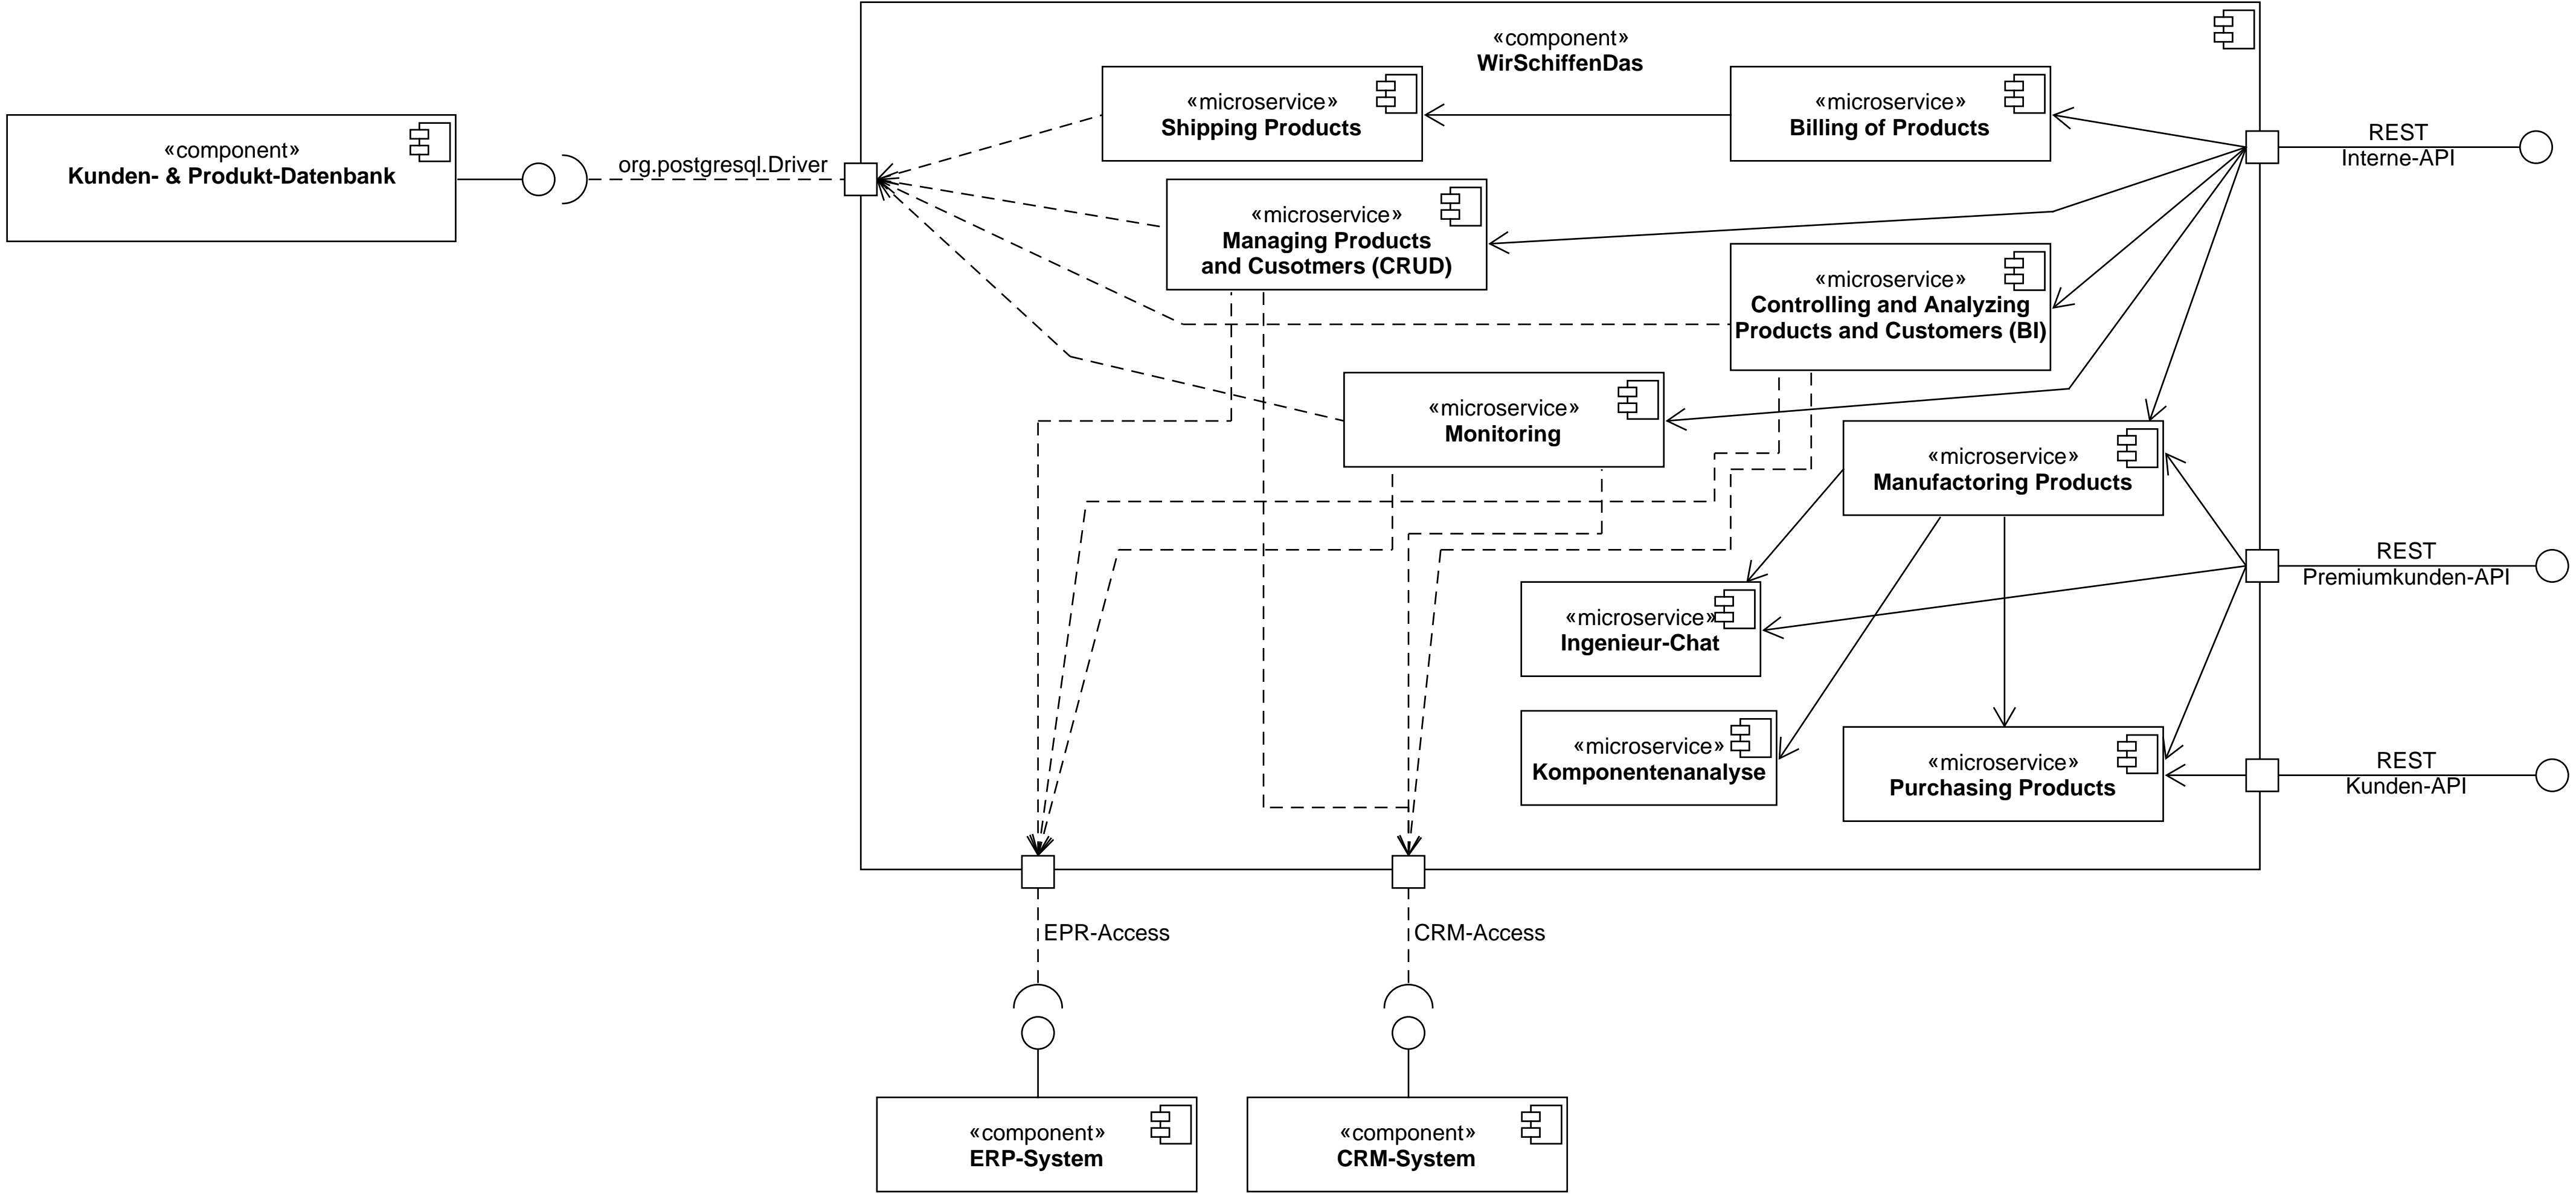 «component»
WirSchiffenDas
«component»
Kunden- & Produkt-Datenbank
org.postgresql.Driver
«microservice»
Shipping Products
«microservice»
Billing of Products
REST
Interne-API
«microservice»
Managing Products
and Cusotmers (CRUD)
«microservice»
Controlling and Analyzing
Products and Customers (BI)
«microservice»
Monitoring
«microservice»
Manufactoring Products
REST
Premiumkunden-API
«microservice»
Ingenieur-Chat
«microservice»
Komponentenanalyse
«microservice»
Purchasing Products
REST
Kunden-API
EPR-Access
CRM-Access
«component»
ERP-System
«component»
CRM-System